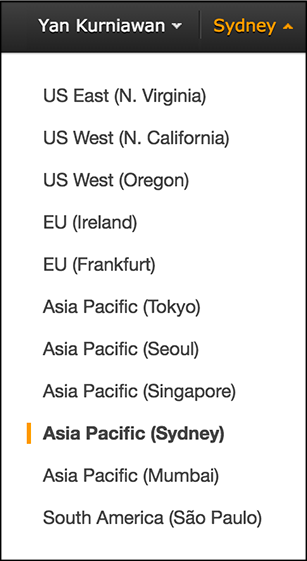 Yan Kurniawan Sydney
US East (N. Virginia)
US West (N. California)
US West (Oregon)
EU (Ireland)
EU (Frankfurt)
Asia Pacific (Tokyo)
Asia Pacific (Seoul)
Asia Pacific (Singapore)
Asia Pacific (Sydney)
Asia Pacific (Mumbai)
South America (São Paulo)